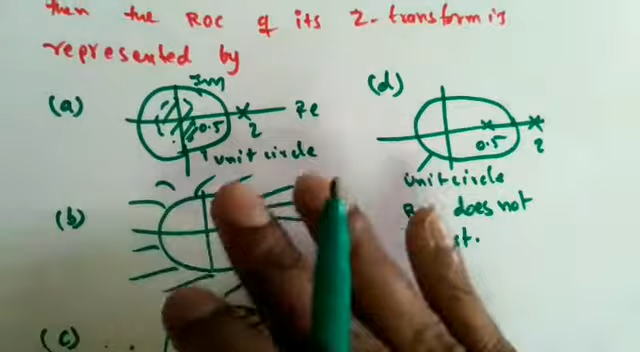 then the ROC of its Z-transform is
represented by
(a)
Im
Re
0.5
2
unit circle
(d)
0.5
2
unit circle
does not
(b)
(c)